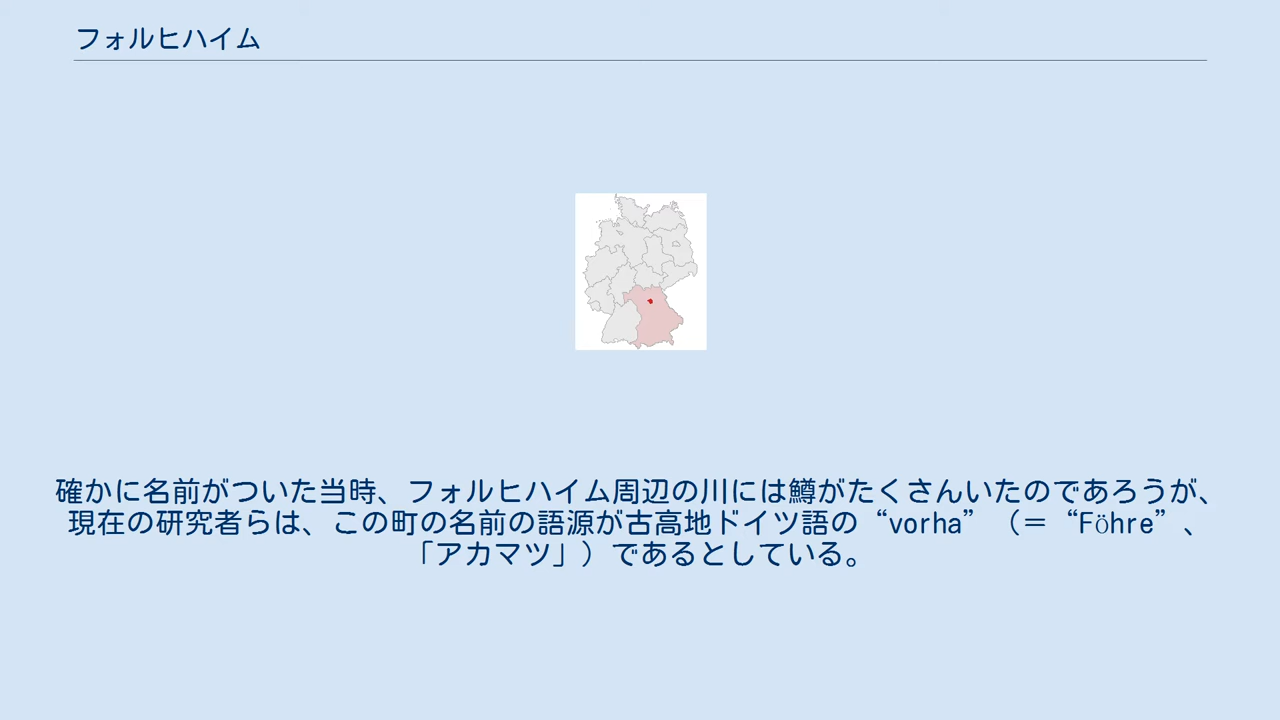 フォルヒハイム
確かに名前がついた当時、フォルヒハイム周辺の川には鱒がたくさんいたのであろうが、
現在の研究者らは、この町の名前の語源が古高地ドイツ語の“vorha”（＝“Föhre”、
「アカマツ」）であるとしている。